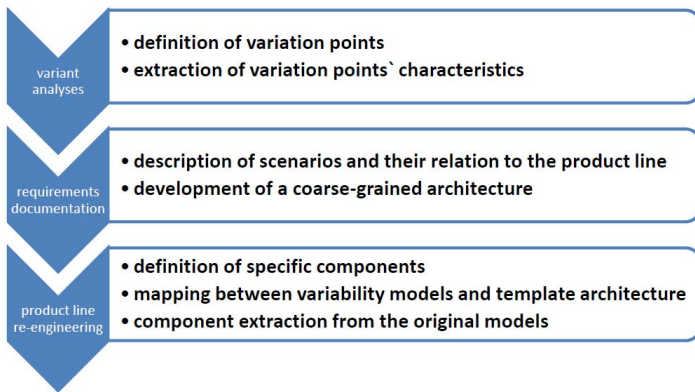 variant
analyses
• definition of variation points
• extraction of variation points` characteristics
requirements
documentation
• description of scenarios and their relation to the product line
• development of a coarse-grained architecture
product line
re-engineering
• definition of specific components
• mapping between variability models and template architecture
• component extraction from the original models